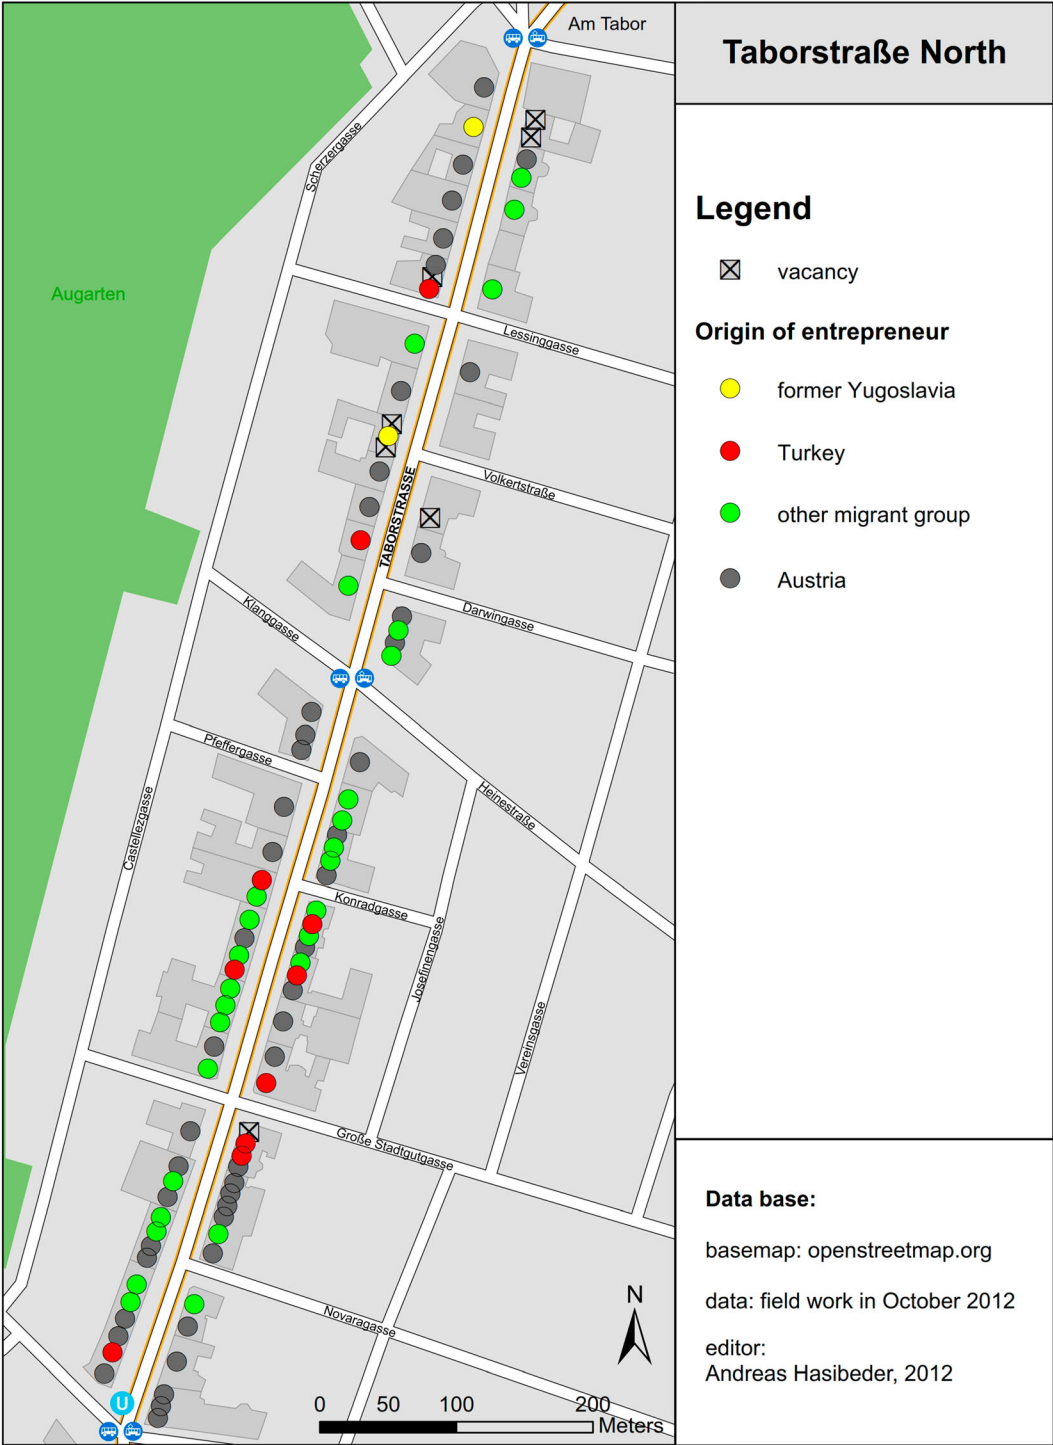 Am Tabor
Taborstraße North
Scherzergasse
Augarten
Lessinggasse
TABORSTRASSE
Volkertstraße
Darwingasse
Klanggasse
Pfeffergasse
Heinestraße
Castellezgasse
Konradgasse
Josefinengasse
Vereinsgasse
Große Stadtgutgasse
Novaragasse
U
N
0 50 100 200
Meters
Legend
vacancy
Origin of entrepreneur
former Yugoslavia
Turkey
other migrant group
Austria
Data base:
basemap: openstreetmap.org
data: field work in October 2012
editor:
Andreas Hasibeder, 2012